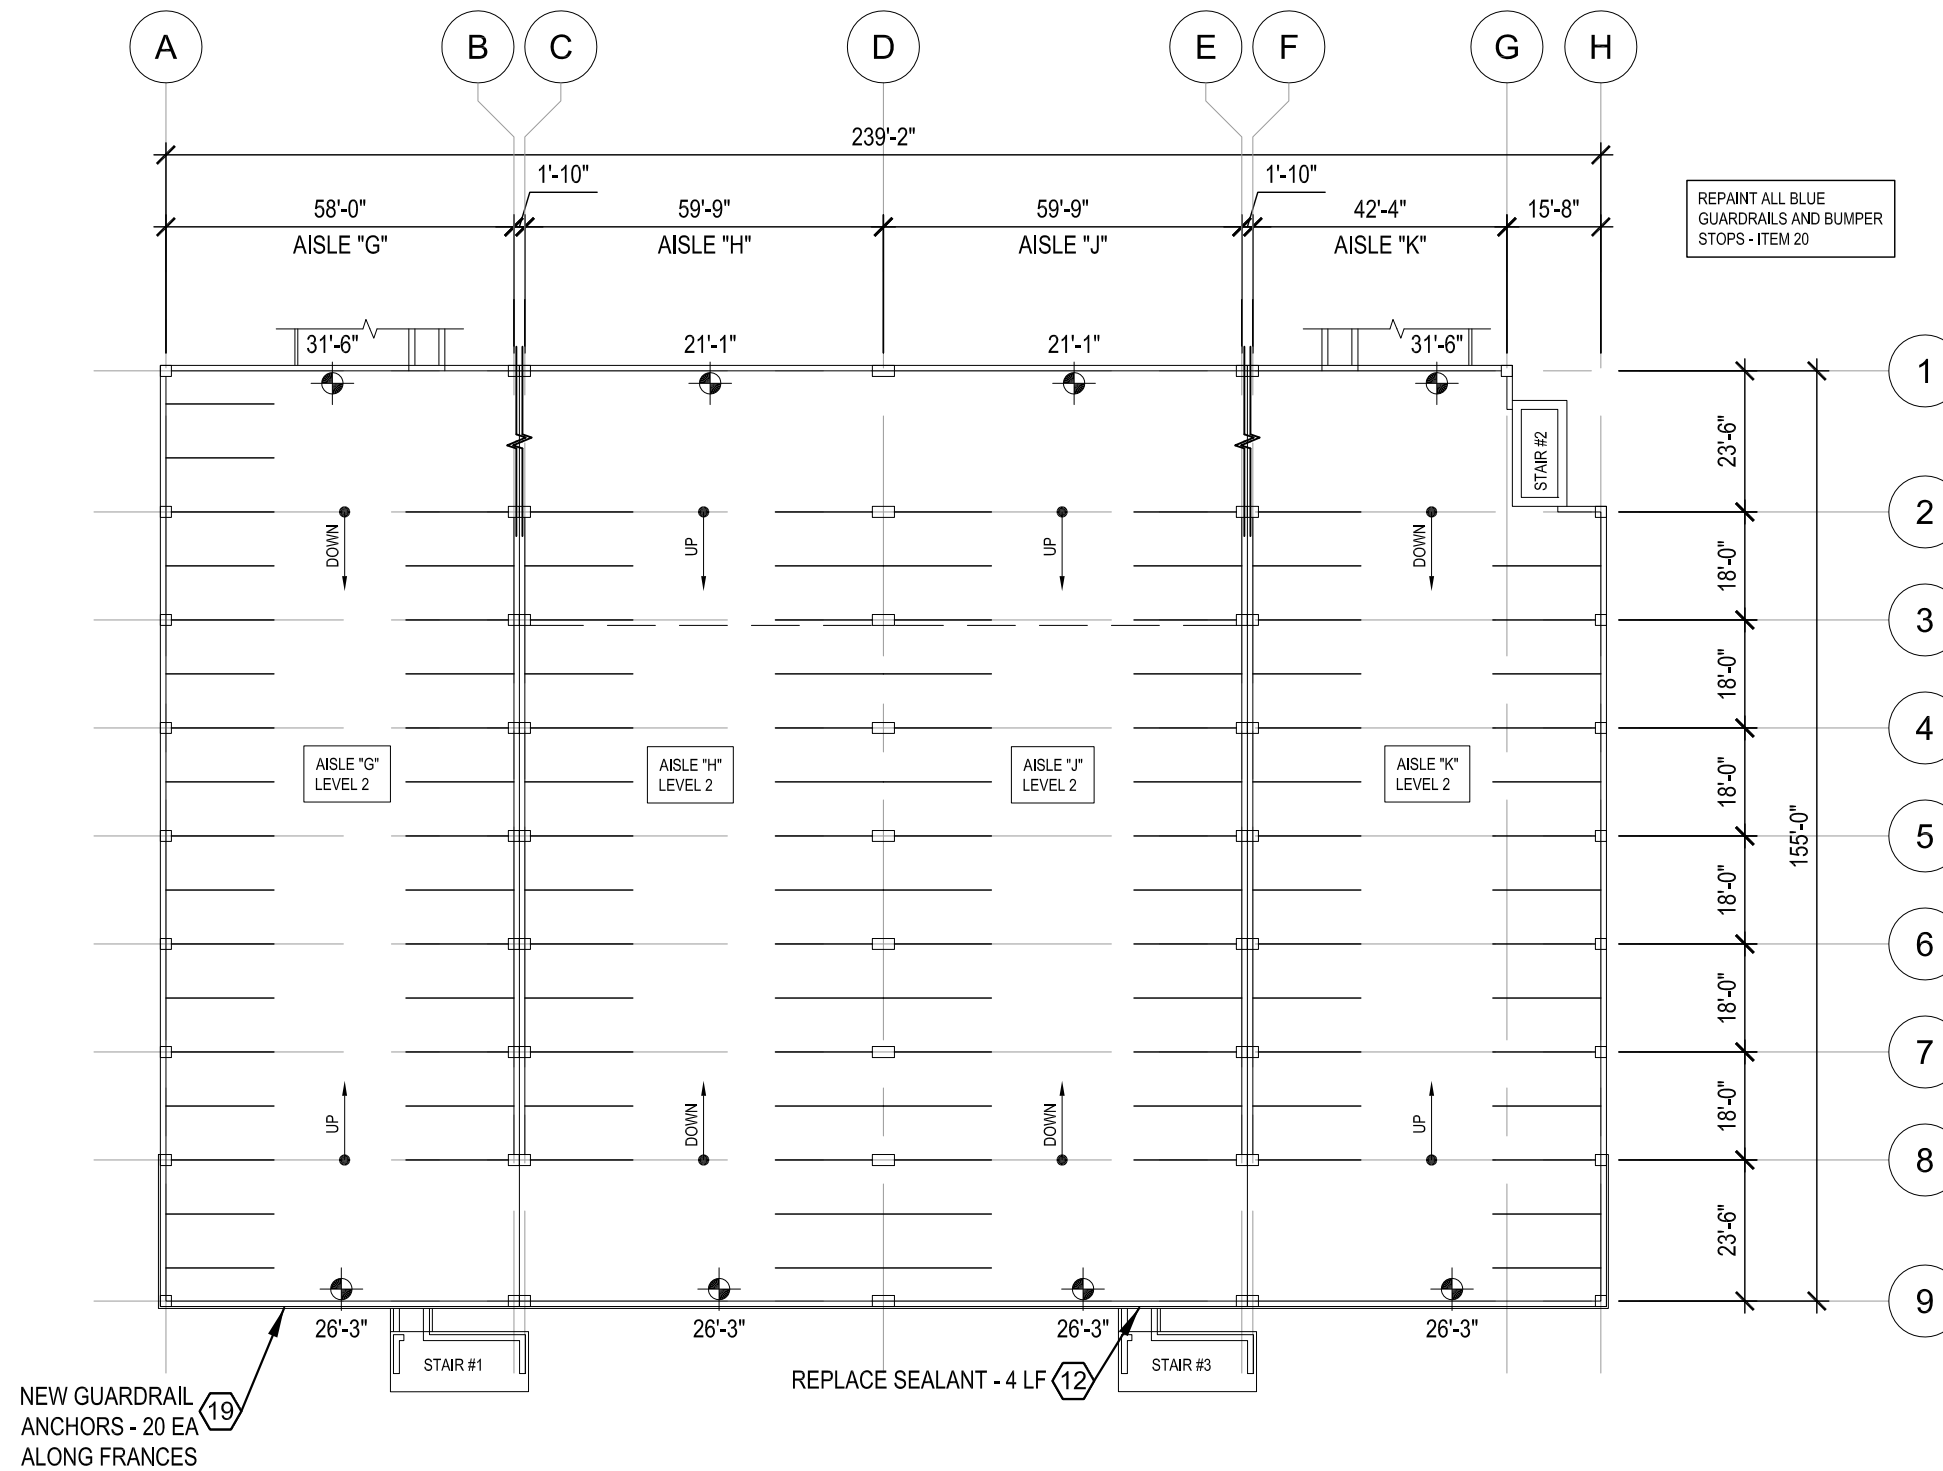 A
B
C
D
E
F
G
H
239'-2"
1'-10"
1'-10"
58'-0"
59'-9"
59'-9"
42'-4"
15'-8"
AISLE "G"
AISLE "H"
AISLE "J"
AISLE "K"
REPAINT ALL BLUE
GUARDRAILS AND BUMPER
STOPS - ITEM 20
31'-6"
21'-1"
21'-1"
31'-6"
1
23'-6"
STAIR #2
2
DOWN
UP
UP
DOWN
18'-0"
3
18'-0"
4
AISLE "G"
LEVEL 2
AISLE "H"
LEVEL 2
AISLE "J"
LEVEL 2
AISLE "K"
LEVEL 2
18'-0"
155'-0"
5
18'-0"
6
18'-0"
7
UP
DOWN
DOWN
UP
18'-0"
8
23'-6"
9
26'-3"
26'-3"
26'-3"
26'-3"
STAIR #1
STAIR #3
REPLACE SEALANT - 4 LF
12
NEW GUARDRAIL
ANCHORS - 20 EA
ALONG FRANCES
19